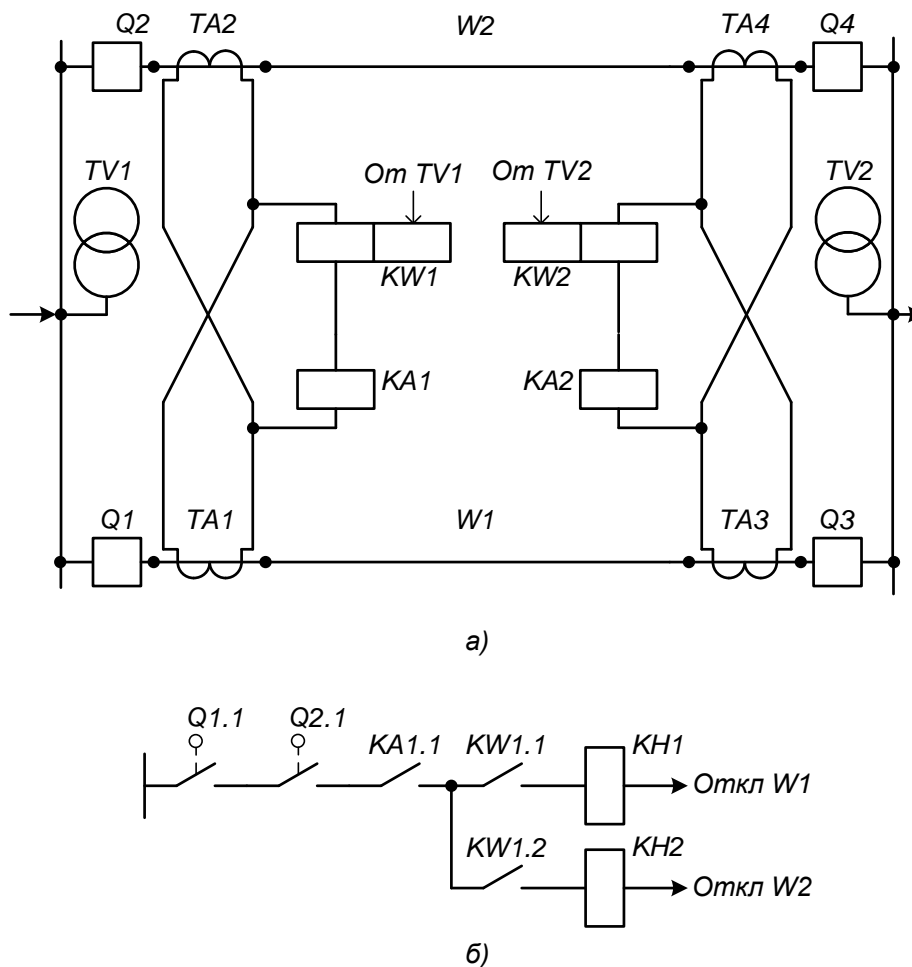 Q2 TA2 W2 TA4 Q4
TV1 От TV1 От TV2 TV2
KW1 KW2
KA1 KA2
Q1 TA1 W1 TA3 Q3
а)
Q1.1 Q2.1 KA1.1 KW1.1 KH1
Откл W1
KW1.2 KH2
Откл W2
б)